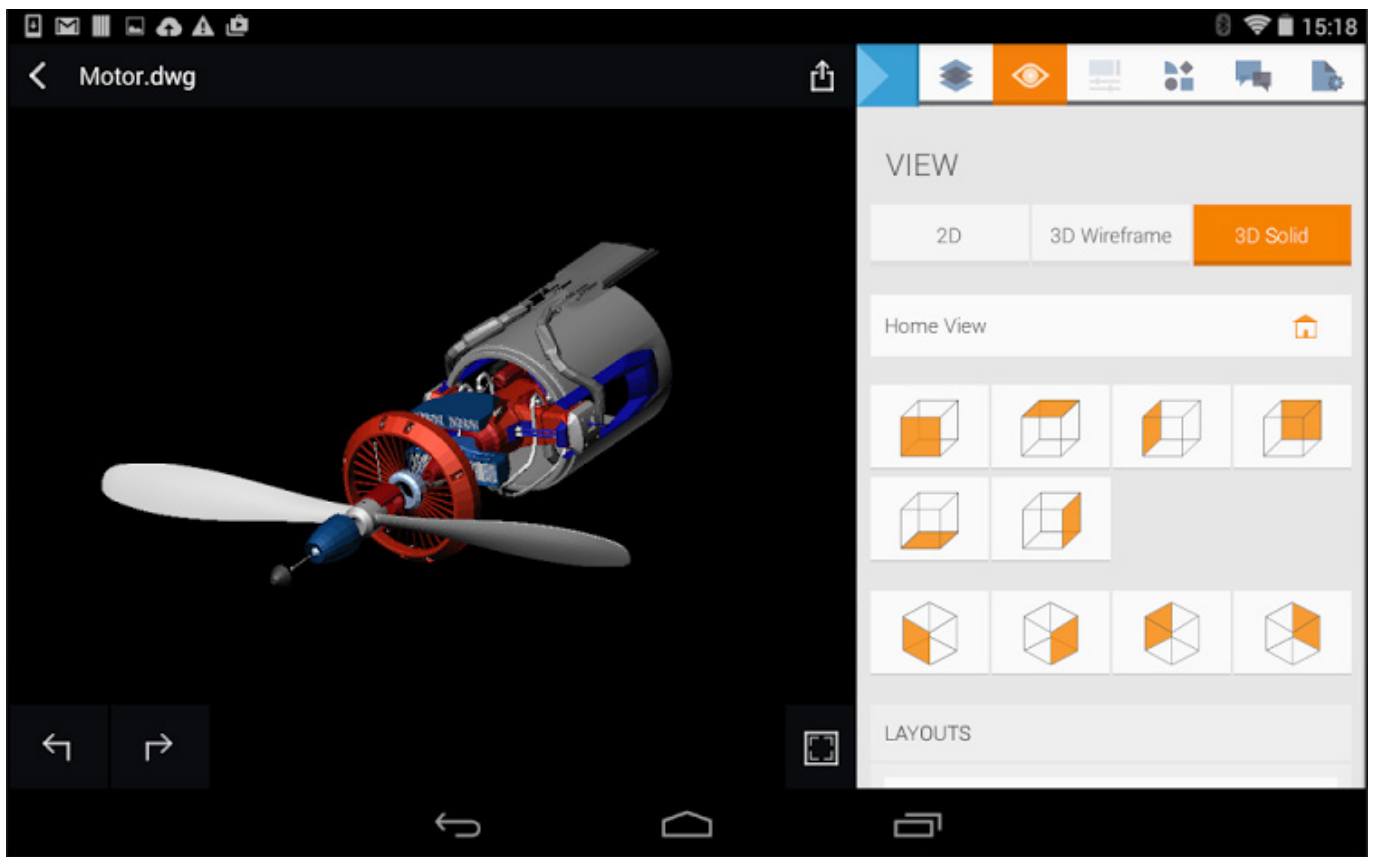 15:18
Motor.dwg
VIEW
2D
3D Wireframe
3D Solid
Home View
LAYOUTS